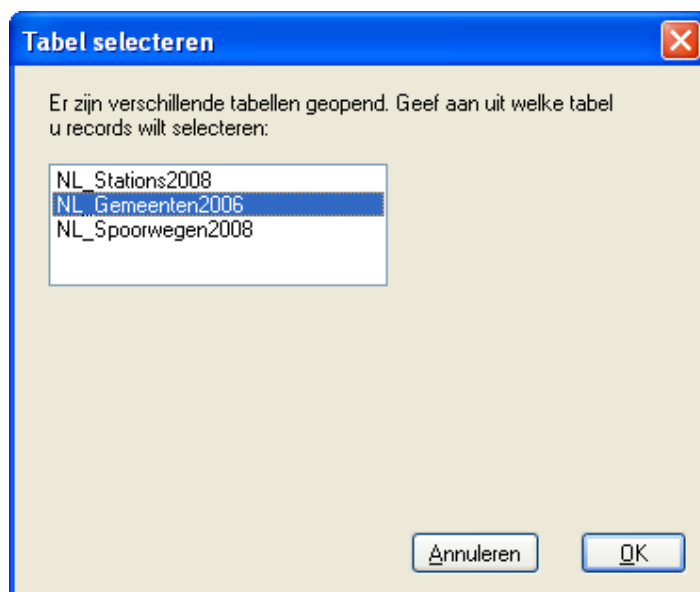 Tabel selecteren
Er zijn verschillende tabellen geopend. Geef aan uit welke tabel
u records wilt selecteren:
NL_Stations2008
NL_Gemeenten2006
NL_Spoorwegen2008
Annuleren
OK